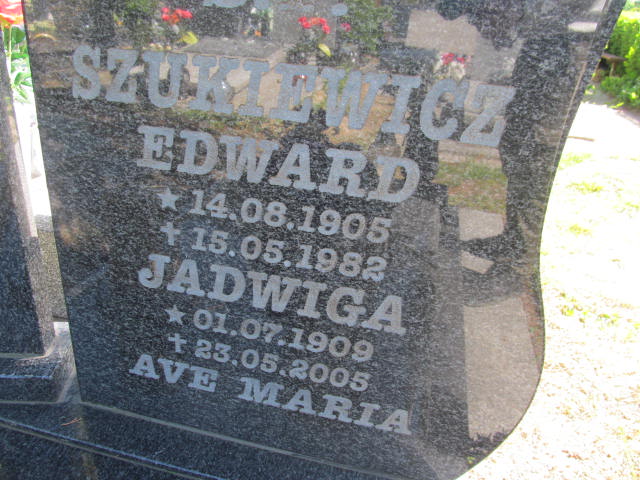 SZUKIEWICZ
EDWARD
★ 14.08.1905
✝ 15.05.1982
JADWIGA
★ 01.07.1909
✝ 23.05.2005
AVE MARIA